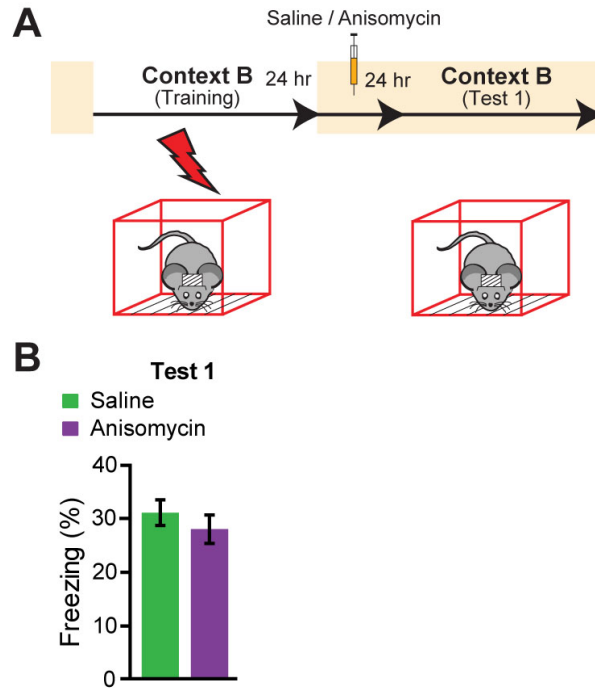 A
Saline / Anisomycin
Context B
(Training)
24 hr
24 hr
Context B
(Test 1)
B
Test 1
Saline
Anisomycin
Freezing (%)
40
30
20
10
0